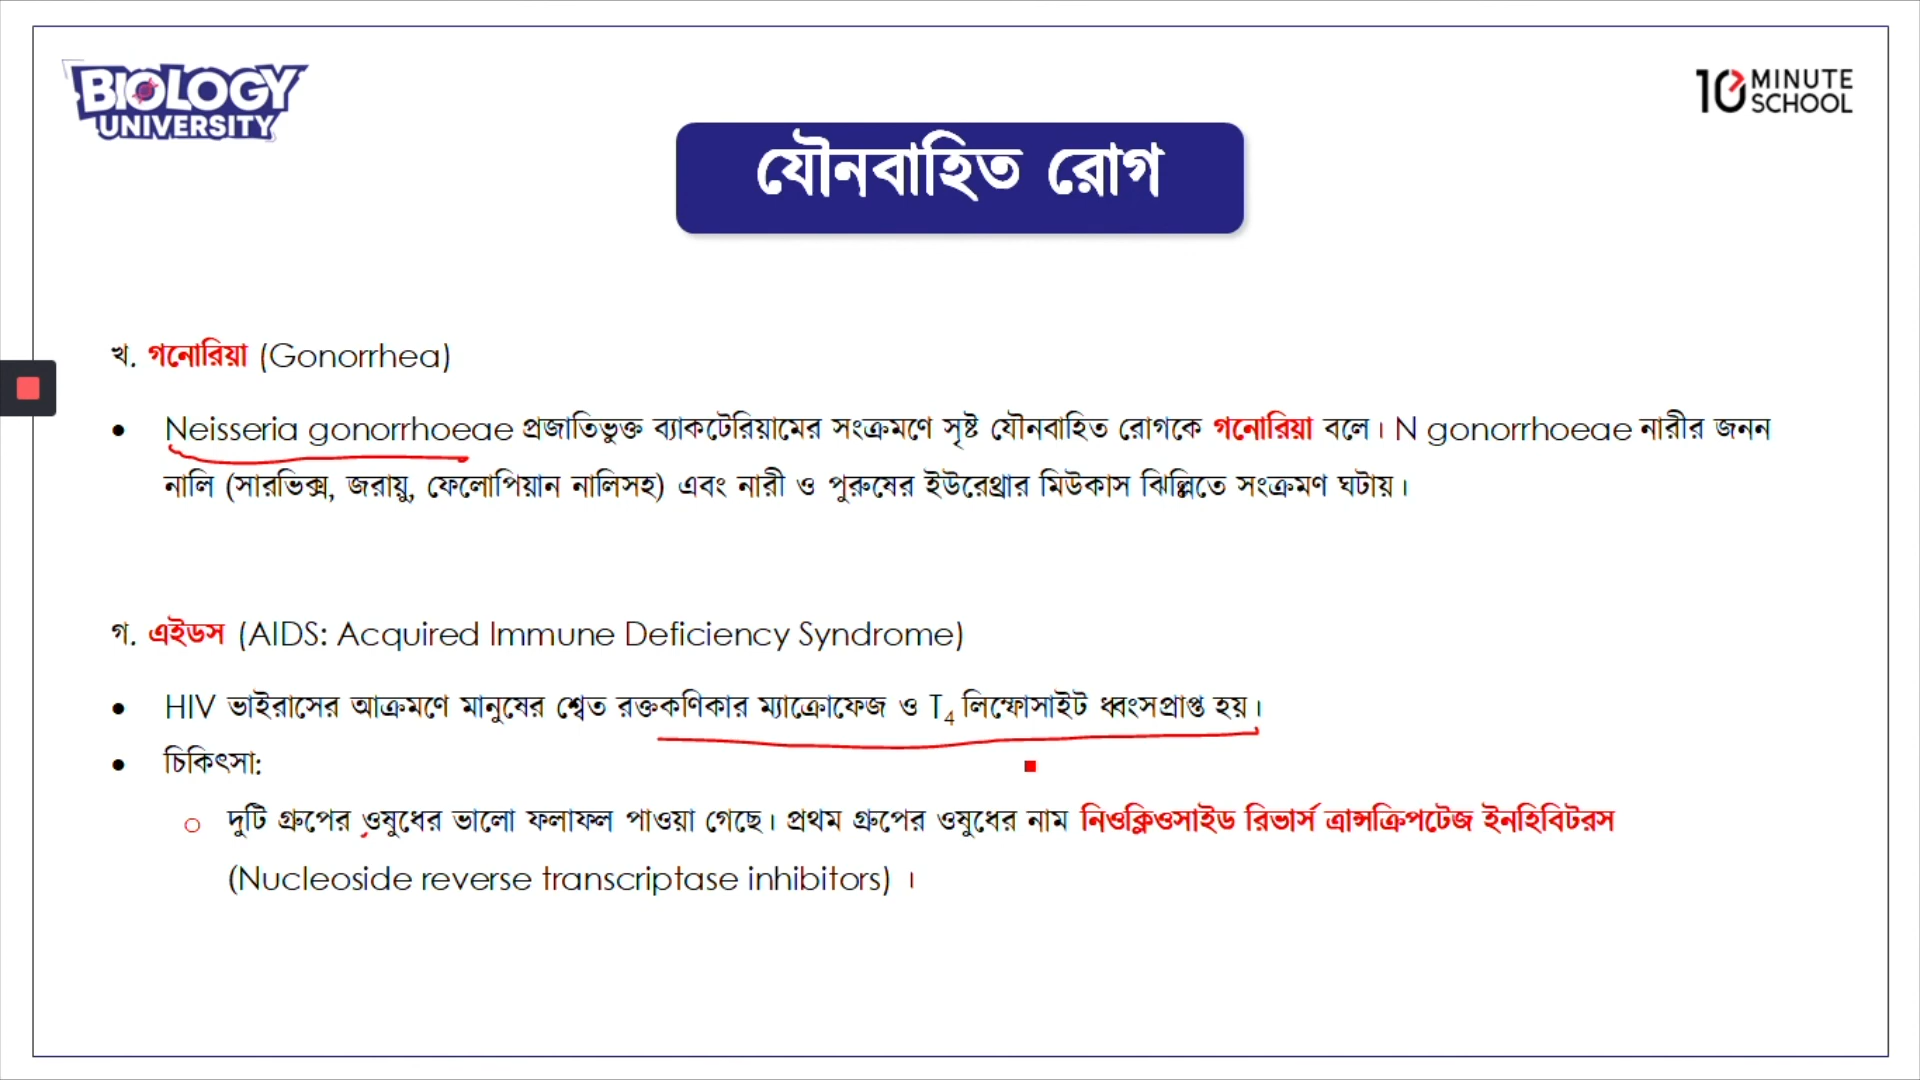 BIOLOGY
UNIVERSITY
10 MINUTE
SCHOOL
যৌনবাহিত রোগ
খ. গনোরিয়া (Gonorrhea)
• Neisseria gonorrhoeae প্রজাতিভুক্ত ব্যাকটেরিয়ামের সংক্রমণে সৃষ্ট যৌনবাহিত রোগকে গনোরিয়া বলে। N gonorrhoeae নারীর জনন
নালি (সারভিক্স, জরায়ু, ফেলোপিয়ান নালিসহ) এবং নারী ও পুরুষের ইউরেথ্রার মিউকাস ঝিল্লিতে সংক্রমণ ঘটায়।
গ. এইডস (AIDS: Acquired Immune Deficiency Syndrome)
• HIV ভাইরাসের আক্রমণে মানুষের শ্বেত রক্তকণিকার ম্যাক্রোফেজ ও T4 লিম্ফোসাইট ধ্বংসপ্রাপ্ত হয়।
• চিকিৎসা:
o দুটি গ্রুপের ওষুধের ভালো ফলাফল পাওয়া গেছে। প্রথম গ্রুপের ওষুধের নাম নিওক্লিওসাইড রিভার্স ট্রান্সক্রিপটেজ ইনহিবিটরস
(Nucleoside reverse transcriptase inhibitors) ।